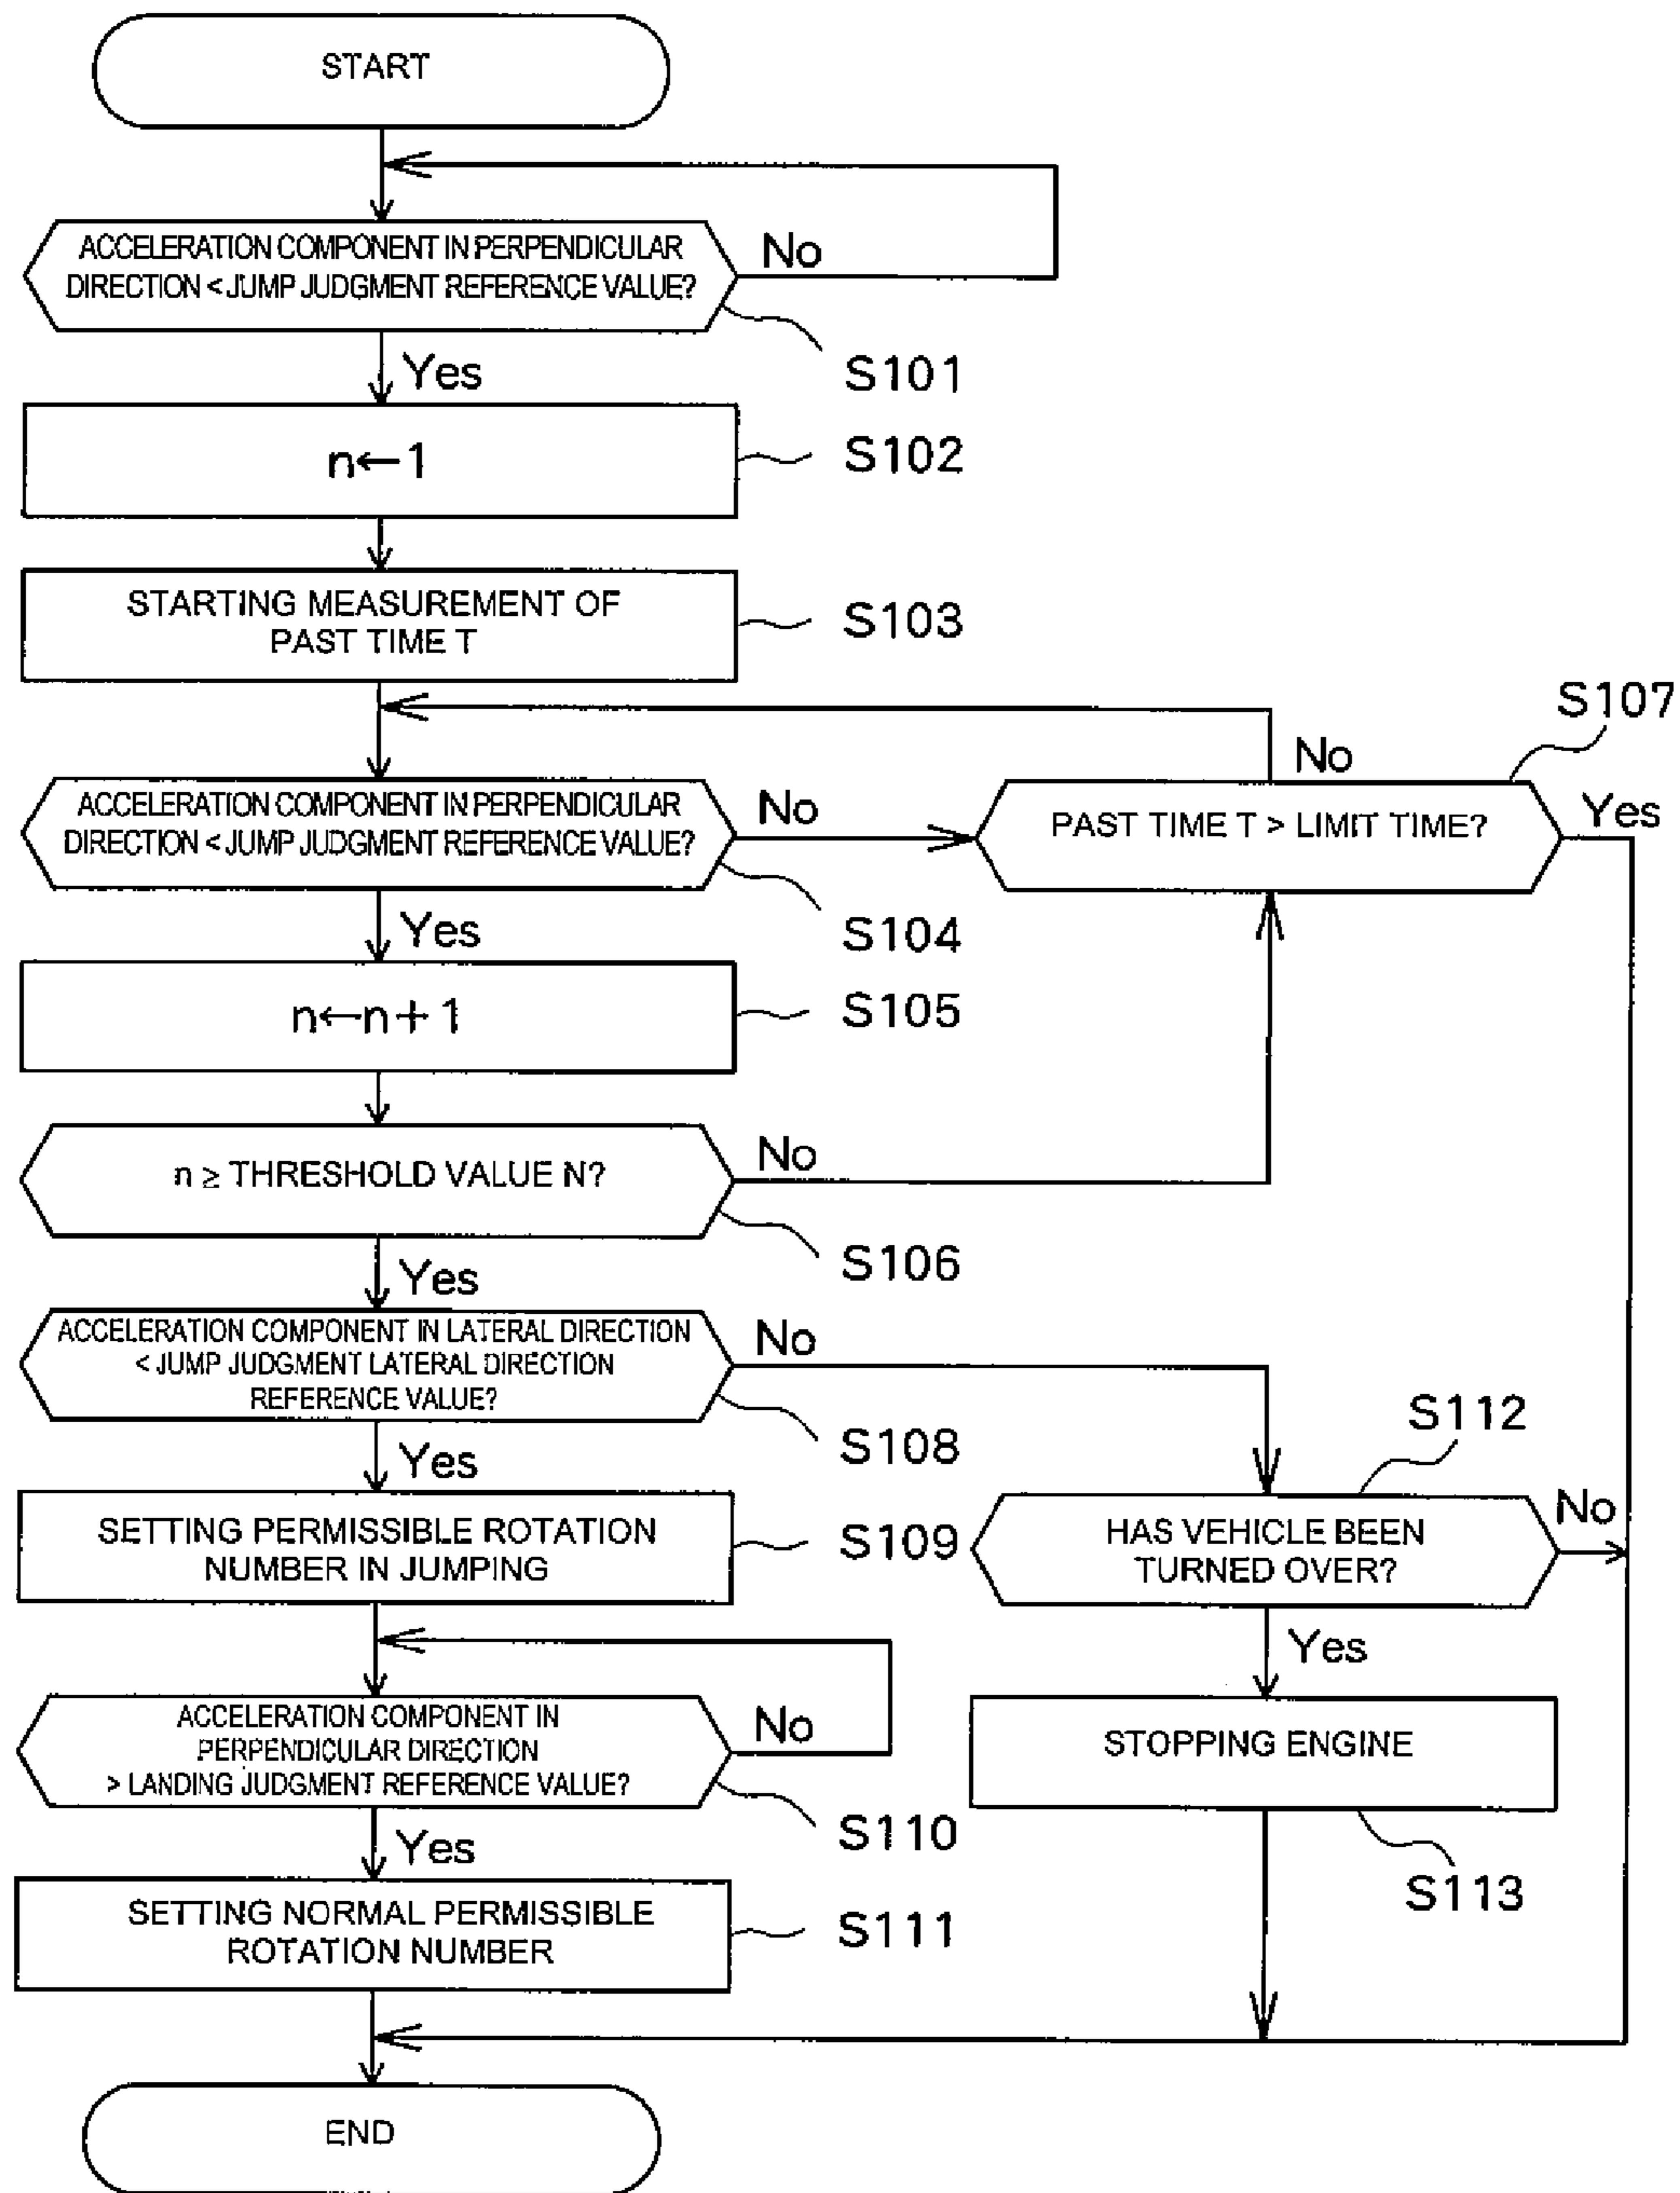 START
ACCELERATION COMPONENT IN PERPENDICULAR
DIRECTION < JUMP JUDGMENT REFERENCE VALUE?
No
S101
Yes
n←1
S102
STARTING MEASUREMENT OF
PAST TIME T
S103
S107
No
ACCELERATION COMPONENT IN PERPENDICULAR
DIRECTION < JUMP JUDGMENT REFERENCE VALUE?
No
PAST TIME T > LIMIT TIME?
Yes
S104
Yes
n←n+1
S105
n ≥ THRESHOLD VALUE N?
No
S106
Yes
ACCELERATION COMPONENT IN LATERAL DIRECTION
< JUMP JUDGMENT LATERAL DIRECTION
REFERENCE VALUE?
No
S108
S112
Yes
SETTING PERMISSIBLE ROTATION
NUMBER IN JUMPING
S109
HAS VEHICLE BEEN
TURNED OVER?
No
Yes
ACCELERATION COMPONENT IN
PERPENDICULAR DIRECTION
> LANDING JUDGMENT REFERENCE VALUE?
No
STOPPING ENGINE
S110
Yes
S113
SETTING NORMAL PERMISSIBLE
ROTATION NUMBER
S111
END